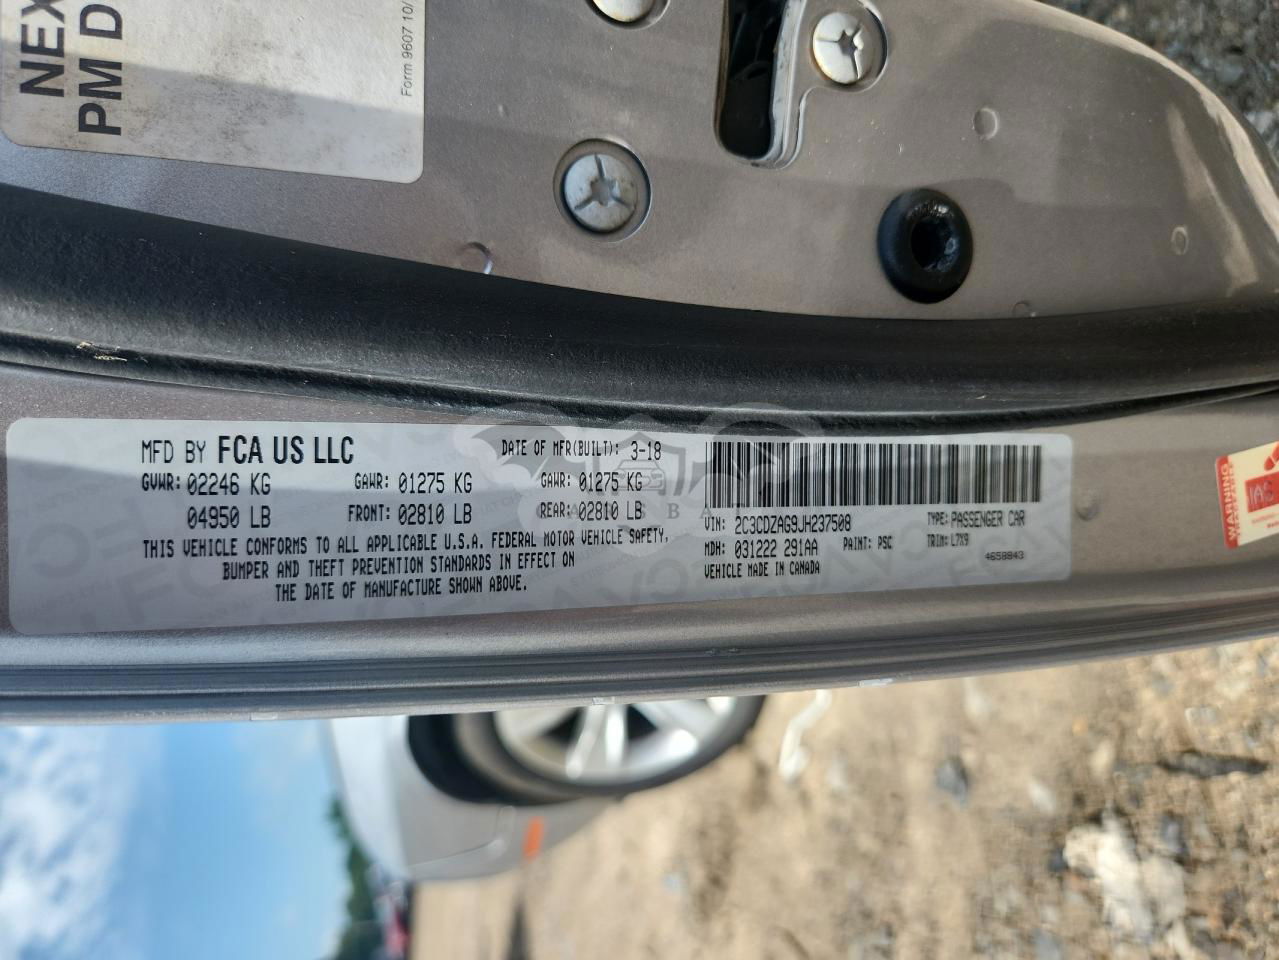 NEX
PM D
Form 9607 10/
MFD BY FCA US LLC
DATE OF MFR(BUILT): 3-18
GVWR: 02246 KG
04950 LB
GAWR: 01275 KG
FRONT: 02810 LB
GAWR: 01275 KG
REAR: 02810 LB
THIS VEHICLE CONFORMS TO ALL APPLICABLE U.S.A. FEDERAL MOTOR VEHICLE SAFETY,
BUMPER AND THEFT PREVENTION STANDARDS IN EFFECT ON
THE DATE OF MANUFACTURE SHOWN ABOVE.
VIN: 2C3CDZAG9JH237508
TYPE: PASSENGER CAR
MDH: 031222 291AA
PAINT: PSC
TRIM: L7X9
VEHICLE MADE IN CANADA
4658843
WARNING
IAS